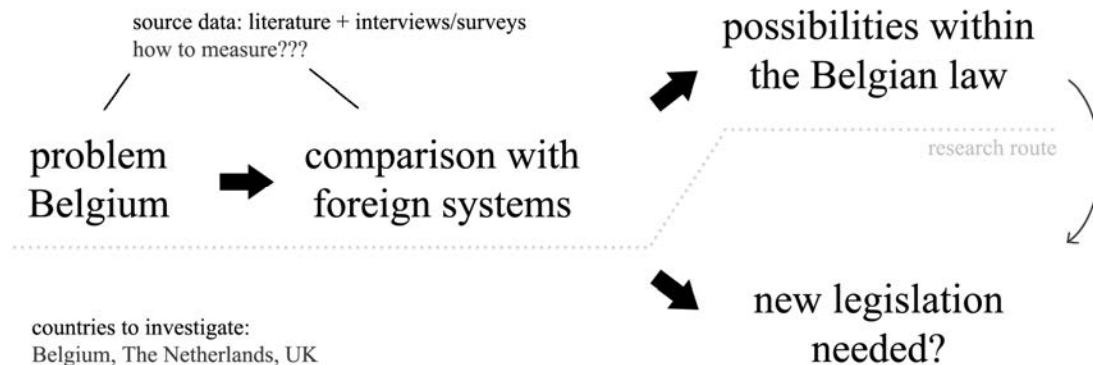 source data: literature + interviews/surveys
how to measure???
problem
Belgium
comparison with
foreign systems
possibilities within
the Belgian law
research route
new legislation
needed?
countries to investigate:
Belgium, The Netherlands, UK